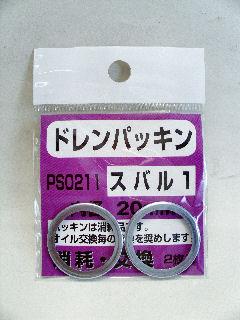 ドレンパッキン
PS0211 スバル1
内径 20
パッキンは消耗品です。
オイル交換毎の 奨めします
消耗・交換 2枚